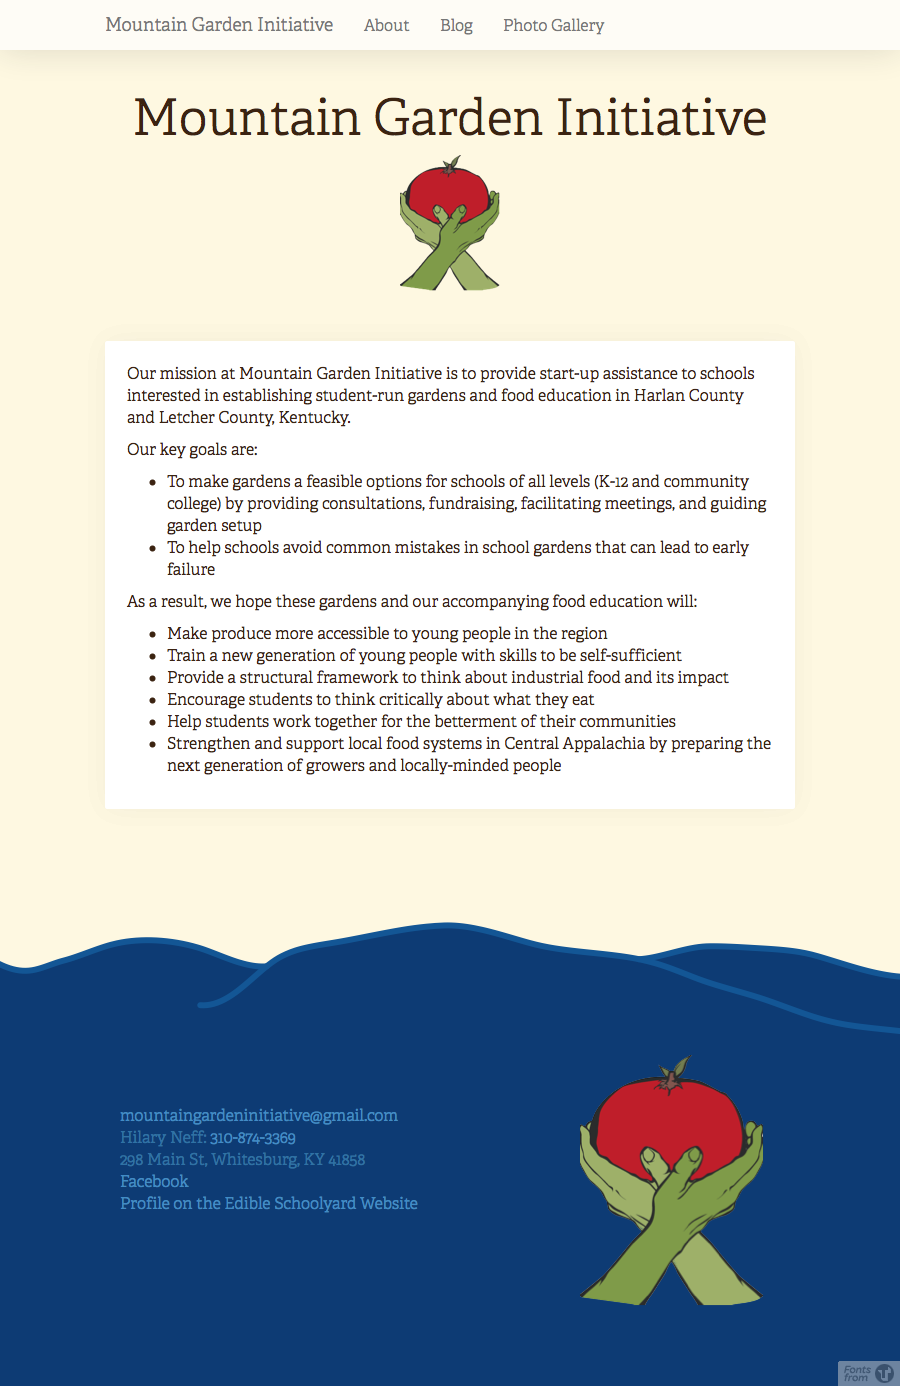 Mountain Garden Initiative About Blog Photo Gallery
Mountain Garden Initiative
Our mission at Mountain Garden Initiative is to provide start-up assistance to schools
interested in establishing student-run gardens and food education in Harlan County
and Letcher County, Kentucky.
Our key goals are:
• To make gardens a feasible options for schools of all levels (K-12 and community
college) by providing consultations, fundraising, facilitating meetings, and guiding
garden setup
• To help schools avoid common mistakes in school gardens that can lead to early
failure
As a result, we hope these gardens and our accompanying food education will:
• Make produce more accessible to young people in the region
• Train a new generation of young people with skills to be self-sufficient
• Provide a structural framework to think about industrial food and its impact
• Encourage students to think critically about what they eat
• Help students work together for the betterment of their communities
• Strengthen and support local food systems in Central Appalachia by preparing the
next generation of growers and locally-minded people
mountaingardeninitiative@gmail.com
Hilary Neff: 310-874-3369
298 Main St, Whitesburg, KY 41858
Facebook
Profile on the Edible Schoolyard Website
Fonts
from